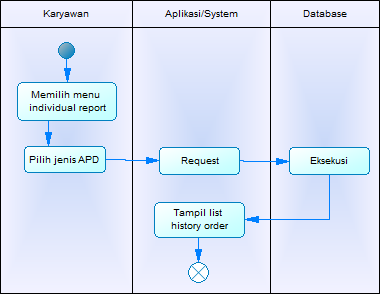 Karyawan
Aplikasi/System
Database
Memilih menu
individual report
Pilih jenis APD
Request
Eksekusi
Tampil list
history order